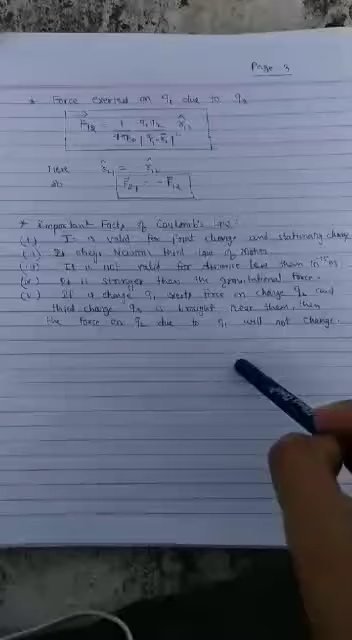 Page 3
* Force exerted on q₁ due to q₂
F₁₂ = 1 q₁q₂ r̂₁₂
4πε₀ |r₁-r₂|²
Here r̂₂₁ = r̂₁₂
so F₂₁ = -F₁₂
* Important Facts of Coulomb's law:
(i) It is valid for point charge and stationary charge
(ii) It obeys Newton's third law of Motion
(iii) It is not valid for distance less than 10⁻¹⁵ m
(iv) It is stronger than the gravitational force.
(v) If a charge q₁ exerts force on charge q₂ and
third charge q₃ is brought near them, then
the force on q₂ due to q₁ will not change.